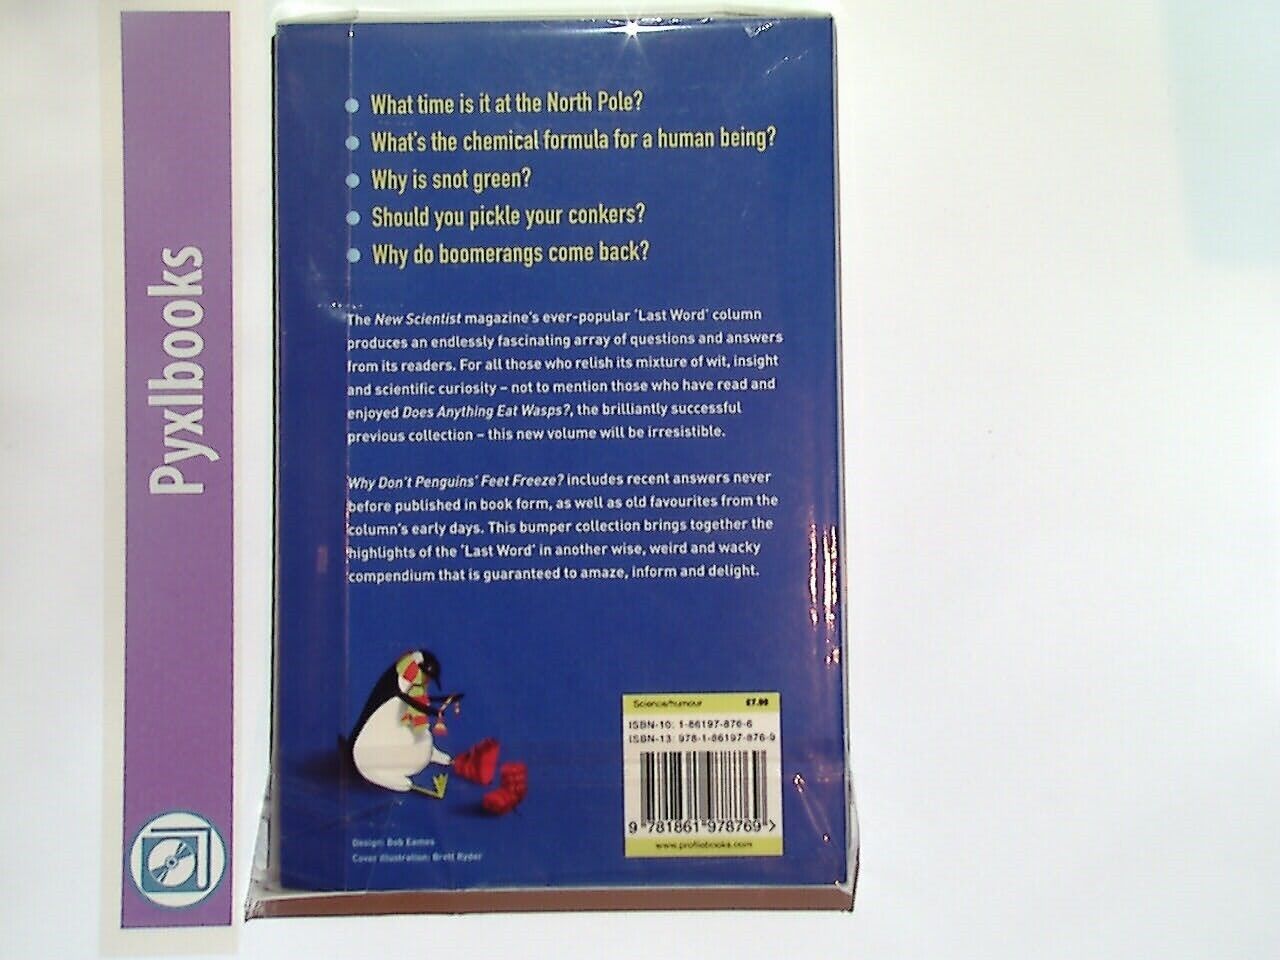 Pyxlbooks
What time is it at the North Pole?
What's the chemical formula for a human being?
Why is snot green?
Should you pickle your conkers?
Why do boomerangs come back?
The New Scientist magazine's ever-popular 'Last Word' column
produces an endlessly fascinating array of questions and answers
from its readers. For all those who relish its mixture of wit, insight
and scientific curiosity – not to mention those who have read and
enjoyed Does Anything Eat Wasps?, the brilliantly successful
previous collection – this new volume will be irresistible.
Why Don't Penguins' Feet Freeze? includes recent answers never
before published in book form, as well as old favourites from the
column's early days. This bumper collection brings together the
highlights of the 'Last Word' in another wise, weird and wacky
compendium that is guaranteed to amaze, inform and delight.
Design: Bob Eames
Cover illustration: Brett Ryder
Science/humour £7.99
ISBN-10: 1-86197-876-6
ISBN-13: 978-1-86197-876-9
9 781861 978769 >
www.profilebooks.com